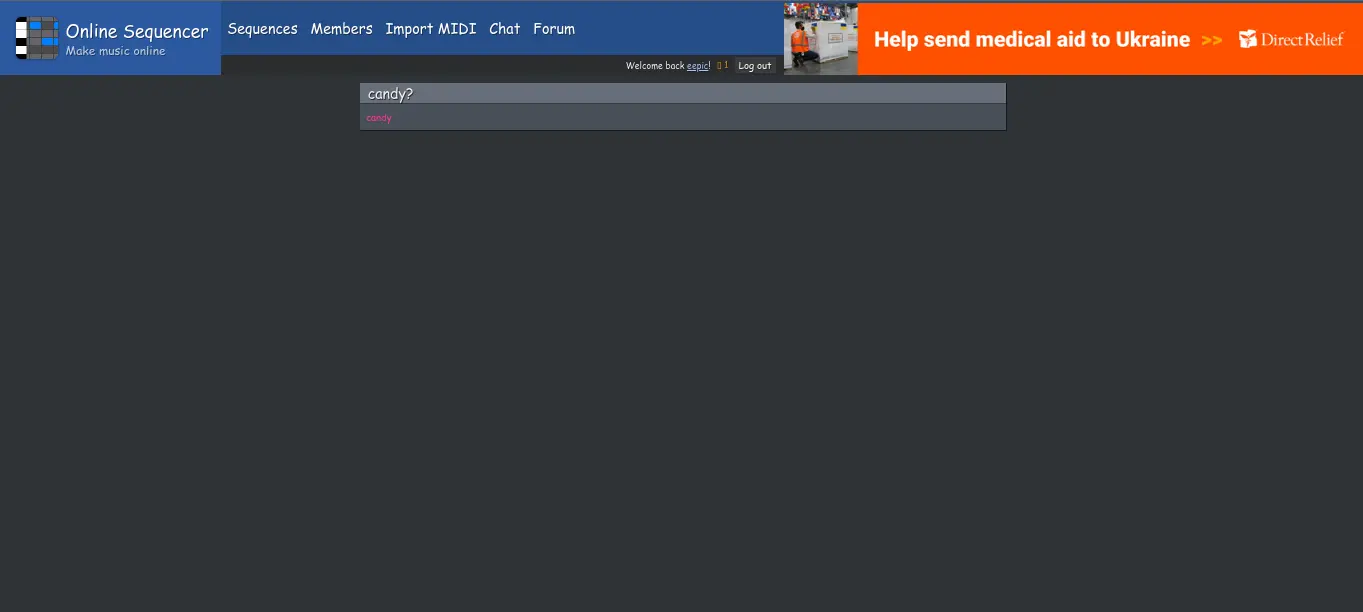 Online Sequencer
Make music online
Sequences Members Import MIDI Chat Forum
Welcome back eepic! 1 Log out
Help send medical aid to Ukraine >> DirectRelief
candy?
candy